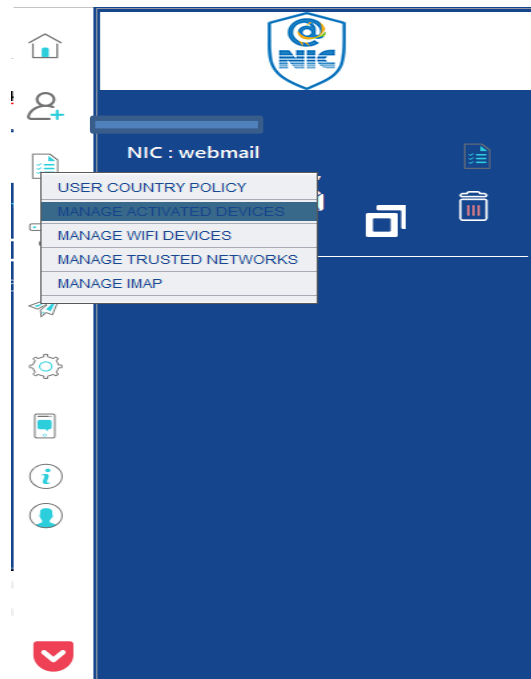 @
NIC
NIC : webmail
USER COUNTRY POLICY
MANAGE ACTIVATED DEVICES
MANAGE WIFI DEVICES
MANAGE TRUSTED NETWORKS
MANAGE IMAP
i